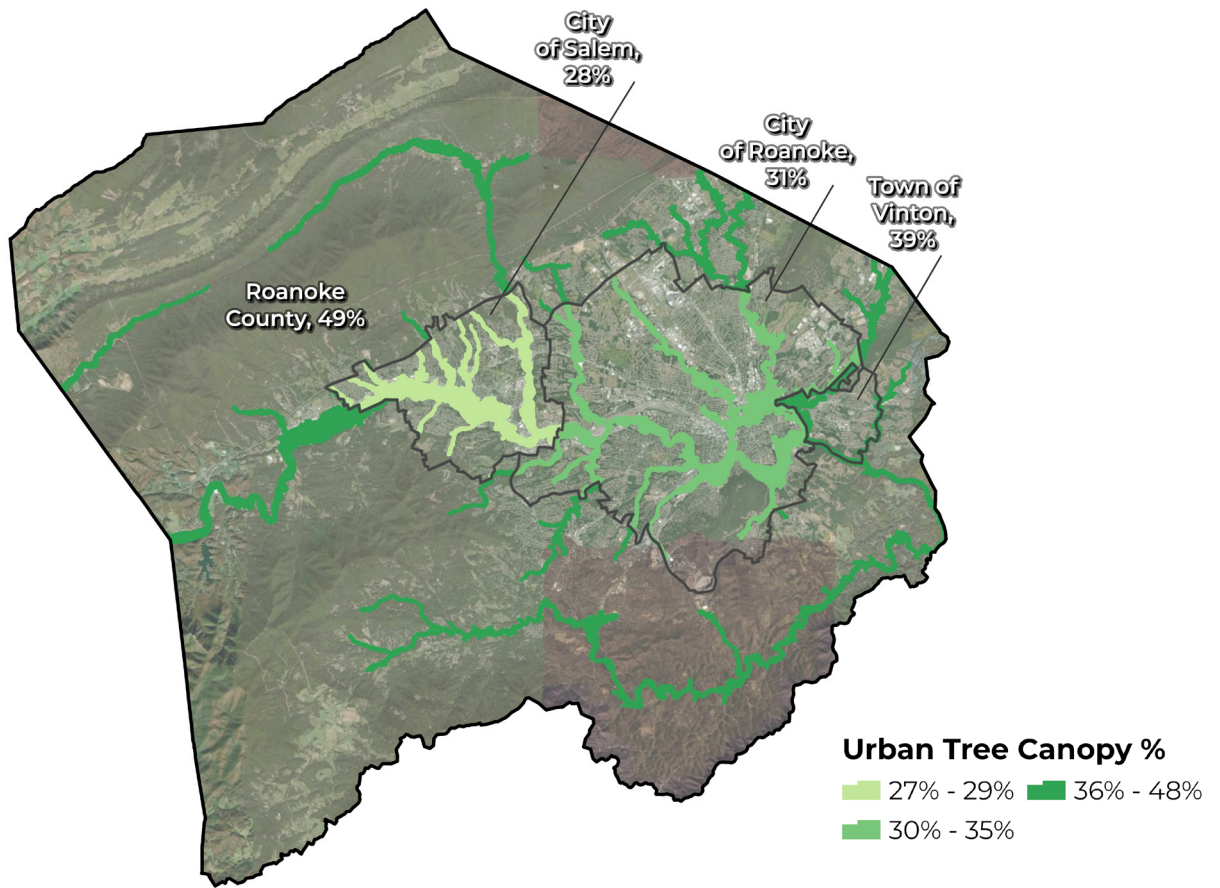 City
of Salem,
28%
City
of Roanoke,
31%
Town of
Vinton,
39%
Roanoke
County, 49%
Urban Tree Canopy %
27% - 29%
36% - 48%
30% - 35%